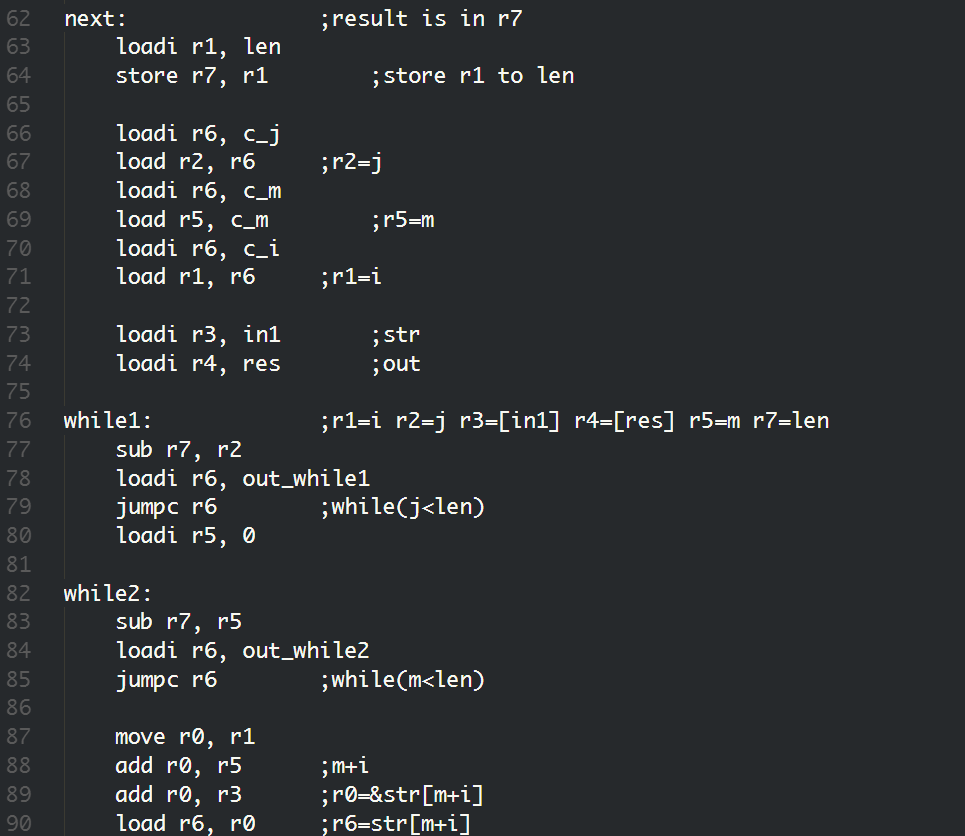 62 next: ;result is in r7
63 loadi r1, len
64 store r7, r1 ;store r1 to len
65
66 loadi r6, c_j
67 load r2, r6 ;r2=j
68 loadi r6, c_m
69 load r5, c_m ;r5=m
70 loadi r6, c_i
71 load r1, r6 ;r1=i
72
73 loadi r3, in1 ;str
74 loadi r4, res ;out
75
76 while1: ;r1=i r2=j r3=[in1] r4=[res] r5=m r7=len
77 sub r7, r2
78 loadi r6, out_while1
79 jumpc r6 ;while(j<len)
80 loadi r5, 0
81
82 while2:
83 sub r7, r5
84 loadi r6, out_while2
85 jumpc r6 ;while(m<len)
86
87 move r0, r1
88 add r0, r5 ;m+i
89 add r0, r3 ;r0=&str[m+i]
90 load r6, r0 ;r6=str[m+i]